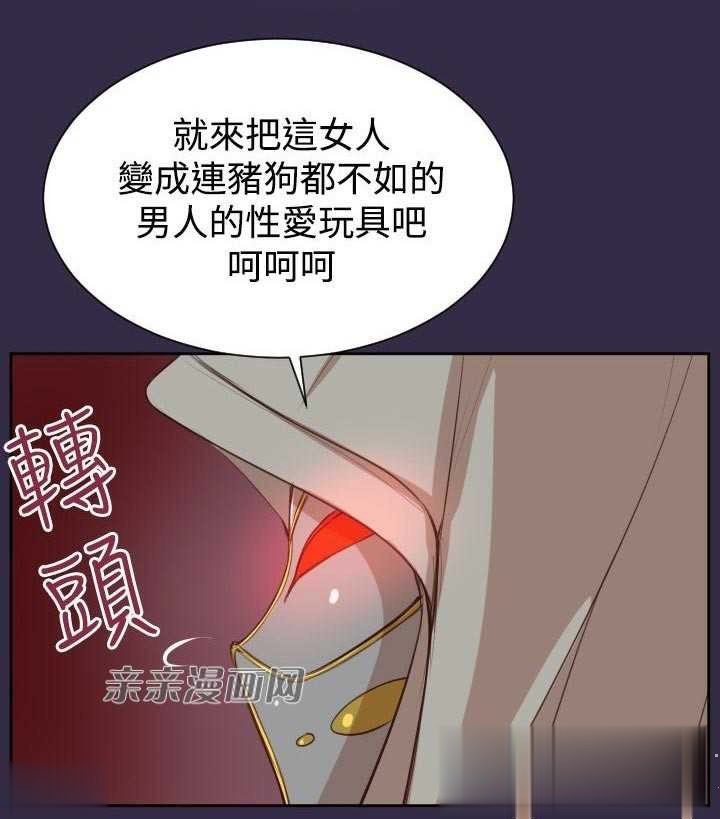 就來把這女人
變成連豬狗都不如的
男人的性愛玩具吧
呵呵呵
轉頭
亲亲漫画网